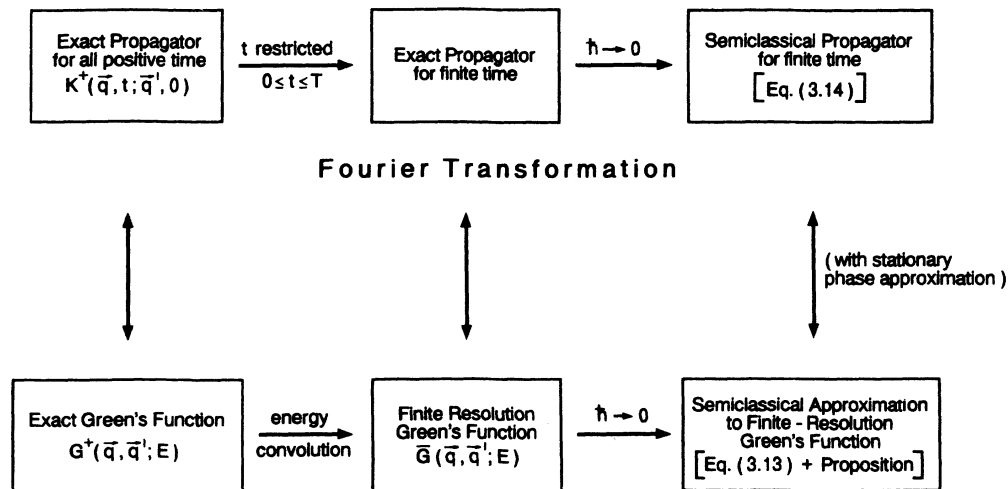 Exact Propagator
for all positive time
K⁺(q⃗, t; q⃗', 0)
t restricted
0 ≤ t ≤ T
Exact Propagator
for finite time
ħ → 0
Semiclassical Propagator
for finite time
[Eq. (3.14)]
Fourier Transformation
(with stationary
phase approximation)
Exact Green's Function
G⁺(q⃗, q⃗'; E)
energy
convolution
Finite Resolution
Green's Function
G̅(q⃗, q⃗'; E)
ħ → 0
Semiclassical Approximation
to Finite - Resolution
Green's Function
[Eq. (3.13) + Proposition]